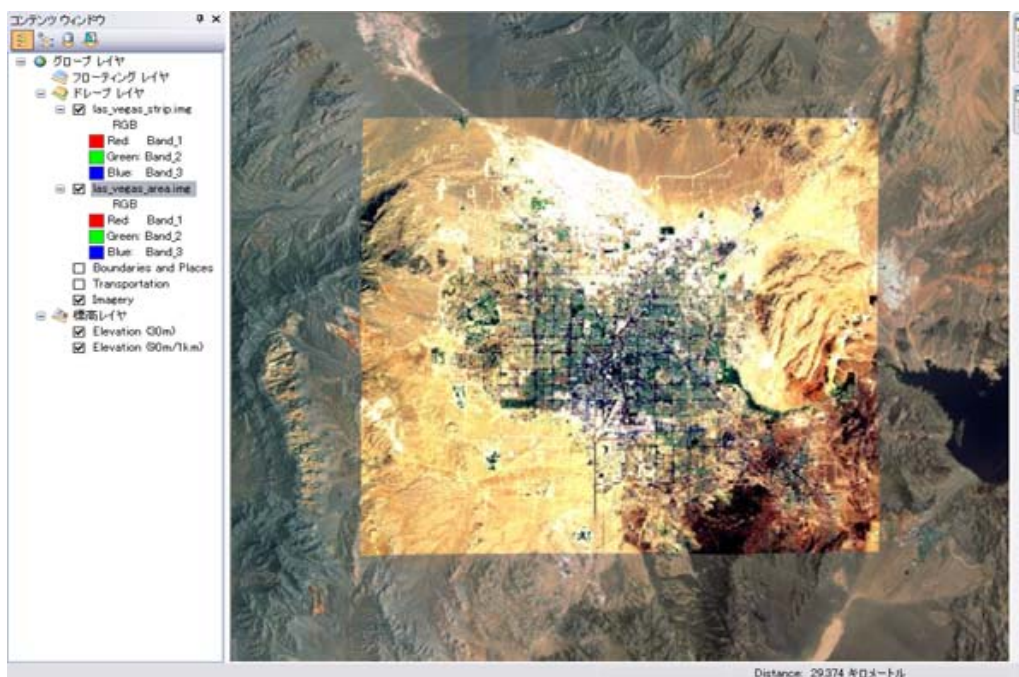 コンテンツ ウィンドウ
グローブ レイヤ
フローティング レイヤ
ドレープ レイヤ
las_vegas_strip.img
RGB
Red: Band_1
Green: Band_2
Blue: Band_3
las_vegas_area.img
RGB
Red: Band_1
Green: Band_2
Blue: Band_3
Boundaries and Places
Transportation
Imagery
標高レイヤ
Elevation (30m)
Elevation (90m/1km)
Distance: 29.374 キロメートル